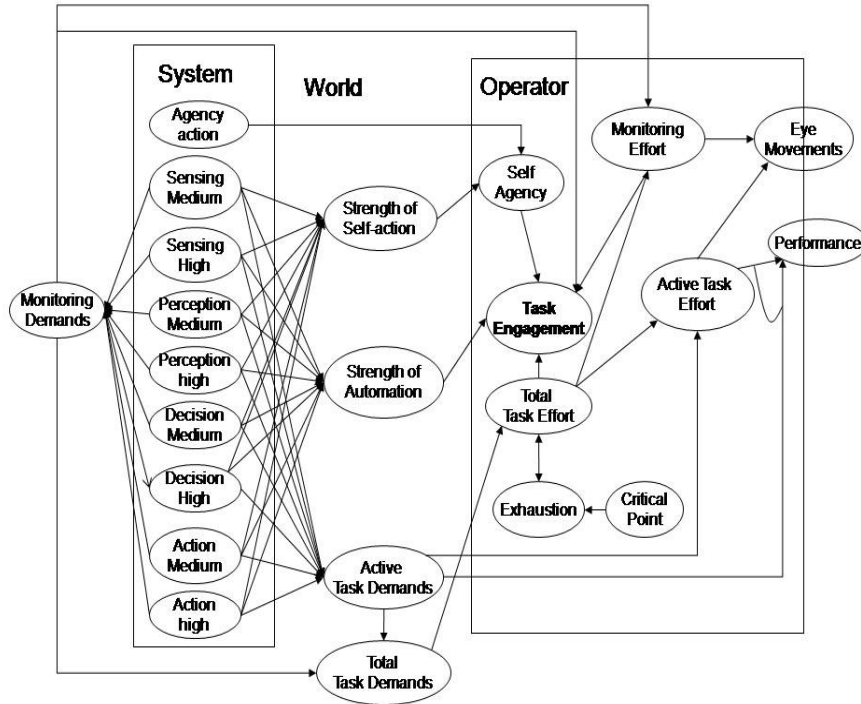 System
World
Operator
Agency
action
Sensing
Medium
Sensing
High
Perception
Medium
Perception
high
Decision
Medium
Decision
High
Action
Medium
Action
high
Monitoring
Demands
Strength of
Self-action
Strength of
Automation
Active
Task Demands
Total
Task Demands
Self
Agency
Task
Engagement
Total
Task Effort
Exhaustion
Critical
Point
Monitoring
Effort
Eye
Movements
Active Task
Effort
Performance